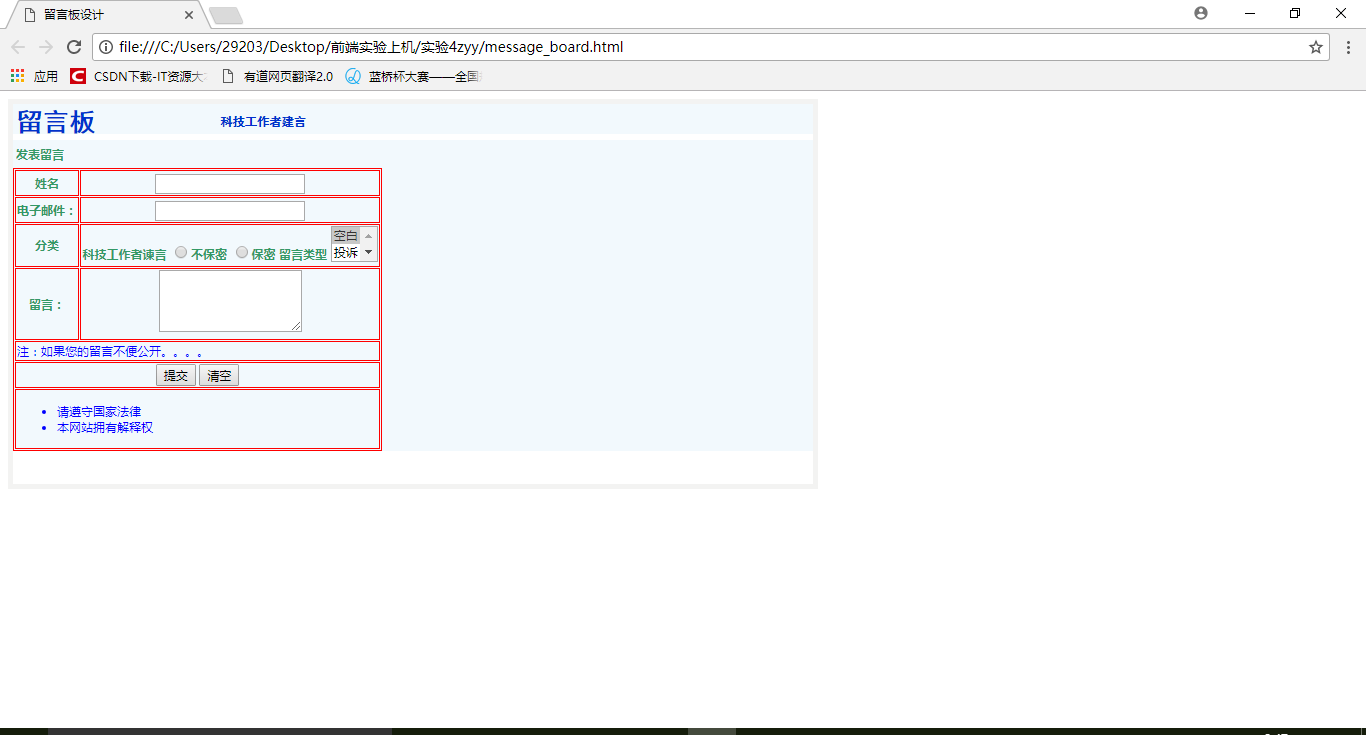 留言板设计
file:///C:/Users/29203/Desktop/前端实验上机/实验4zyy/message_board.html
应用 CSDN下载-IT资源大 有道网页翻译2.0 蓝桥杯大赛——全国
留言板 科技工作者建言
发表留言
姓名
电子邮件：
分类 科技工作者谏言 不保密 保密 留言类型 空白 投诉
留言：
注：如果您的留言不便公开。。。。
提交 清空
请遵守国家法律
本网站拥有解释权